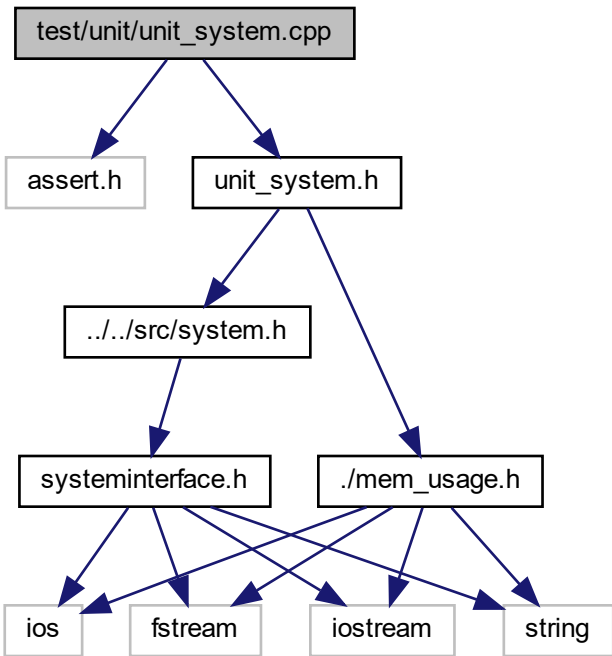 test/unit/unit_system.cpp
assert.h
unit_system.h
../../src/system.h
systeminterface.h
./mem_usage.h
ios
fstream
iostream
string